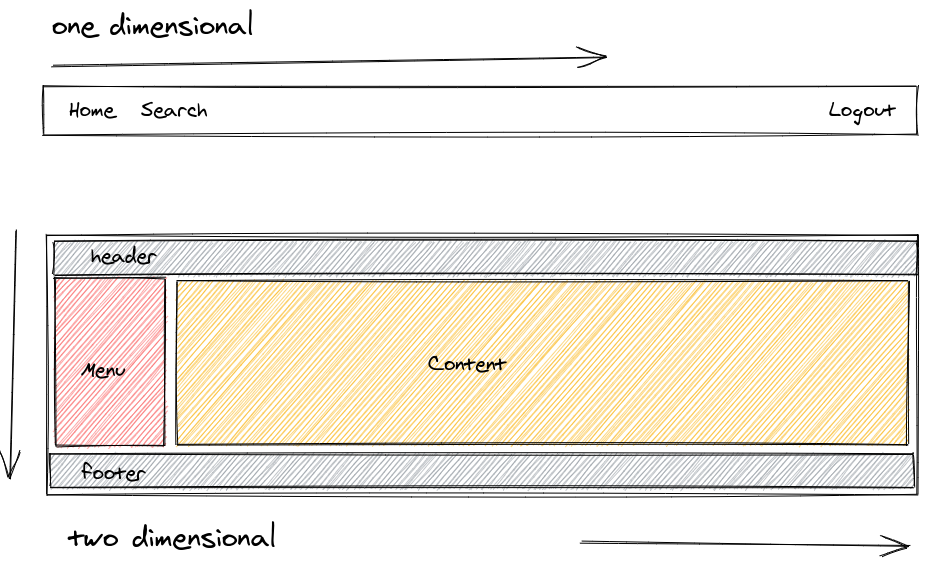 one dimensional
Home Search Logout
header
Menu Content
footer
two dimensional